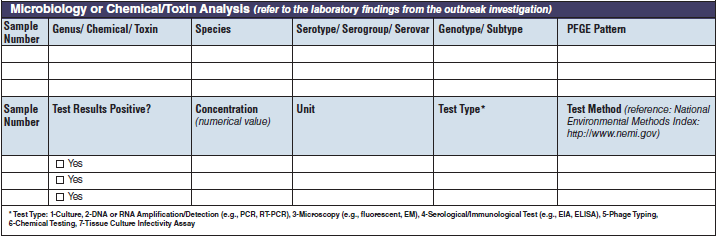 Microbiology or Chemical/Toxin Analysis (refer to the laboratory findings from the outbreak investigation)
Sample Number Genus/ Chemical/ Toxin Species Serotype/ Serogroup/ Serovar Genotype/ Subtype PFGE Pattern
Sample Number Test Results Positive? Concentration (numerical value) Unit Test Type* Test Method (reference: National Environmental Methods Index: http://www.nemi.gov)
Yes
Yes
Yes
* Test Type: 1-Culture, 2-DNA or RNA Amplification/Detection (e.g., PCR, RT-PCR), 3-Microscopy (e.g., fluorescent, EM), 4-Serological/Immunological Test (e.g., EIA, ELISA), 5-Phage Typing,
6-Chemical Testing, 7-Tissue Culture Infectivity Assay